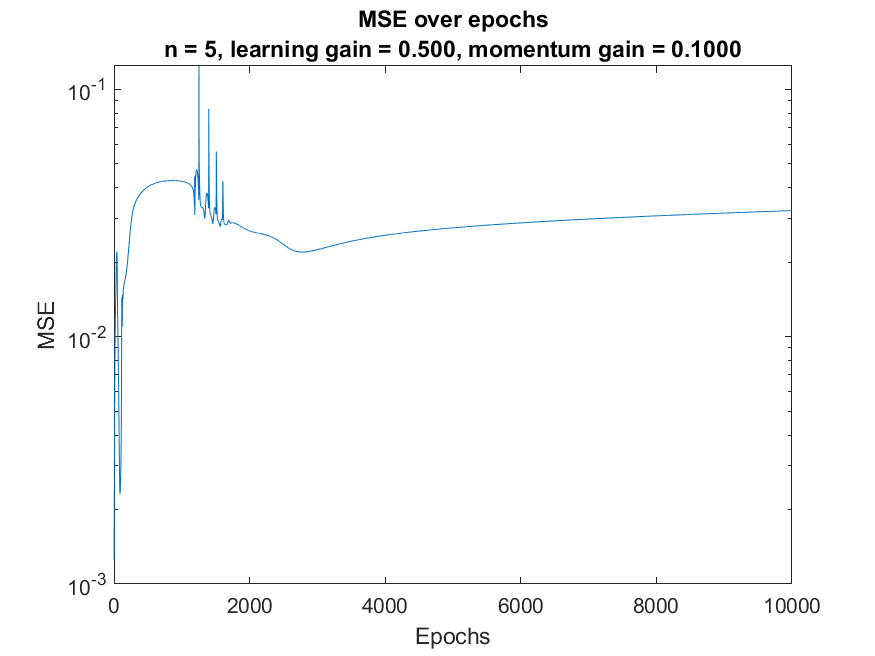 MSE over epochs
n = 5, learning gain = 0.500, momentum gain = 0.1000
10^-1
10^-2
10^-3
MSE
0 2000 4000 6000 8000 10000
Epochs